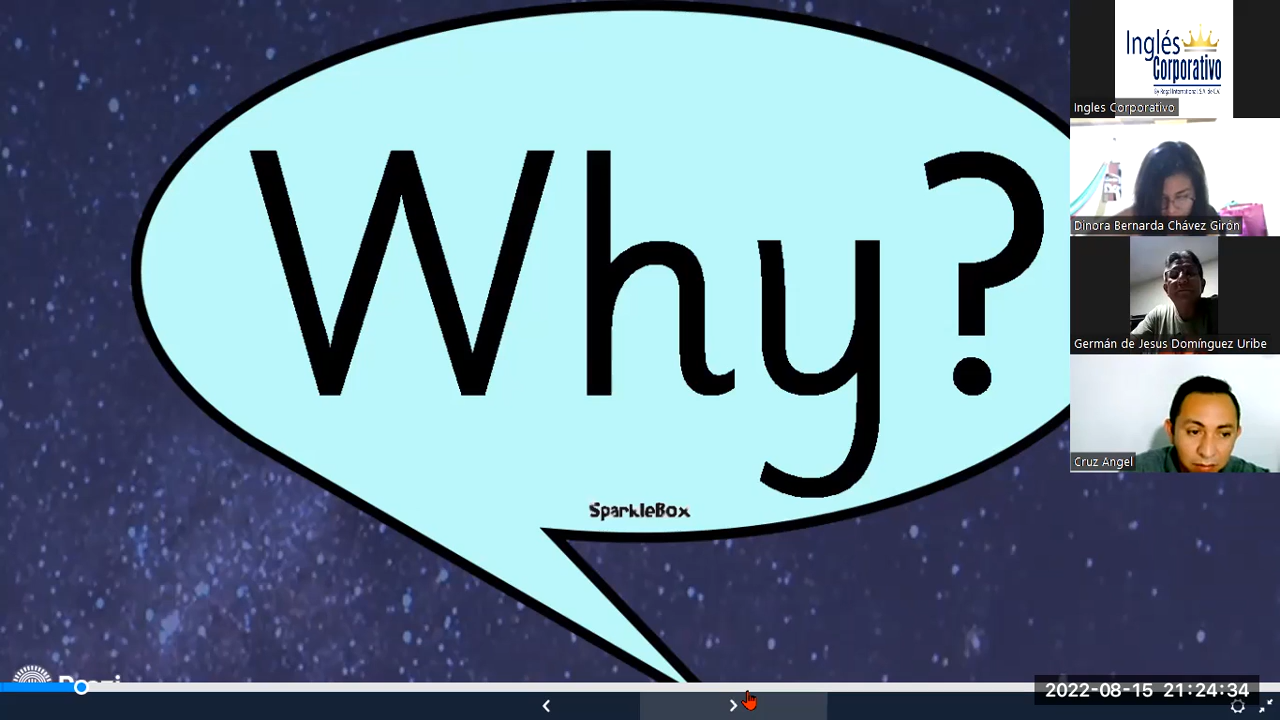 Why?
SparkleBox
Prezi
Inglés
Corporativo
Ingles Corporativo
Dinora Bernarda Chávez Girón
Germán de Jesus Domínguez Uribe
Cruz Angel
2022-08-15 21:24:34